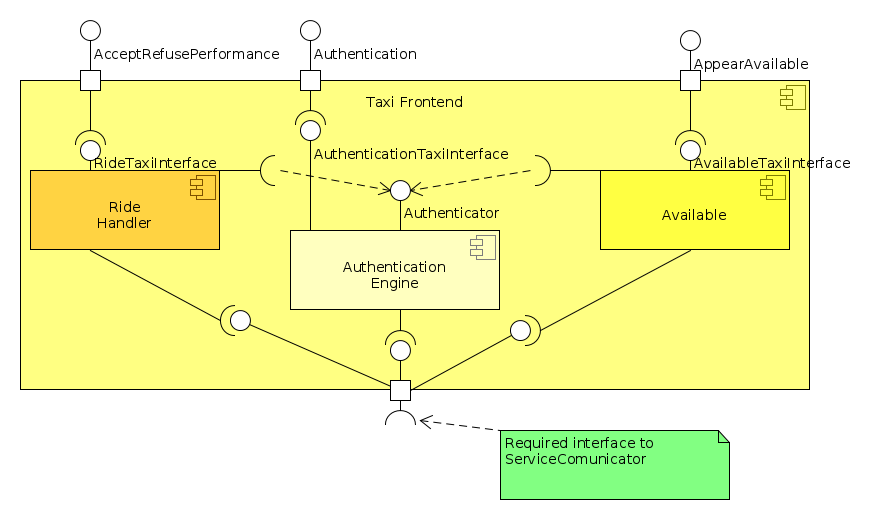 AcceptRefusePerformance
Authentication
AppearAvailable
Taxi Frontend
RideTaxiInterface
AuthenticationTaxiInterface
AvailableTaxiInterface
Ride
Handler
Authenticator
Available
Authentication
Engine
Required interface to
ServiceComunicator